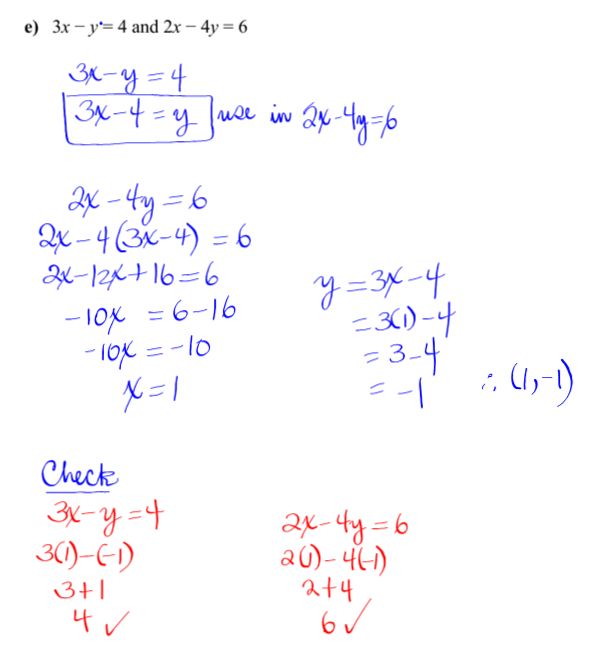 e) 3x – y = 4 and 2x – 4y = 6
3x-y = 4
3x-4 = y use in 2x-4y=6
2x - 4y = 6
2x - 4(3x-4) = 6
2x-12x+16=6
-10x = 6-16
-10x = -10
x=1
y = 3x-4
= 3(1)-4
= 3-4
= -1 ∴ (1,-1)
Check
3x-y=4
3(1)-(-1)
3+1
4 ✓
2x-4y=6
2(1)-4(-1)
2+4
6 ✓